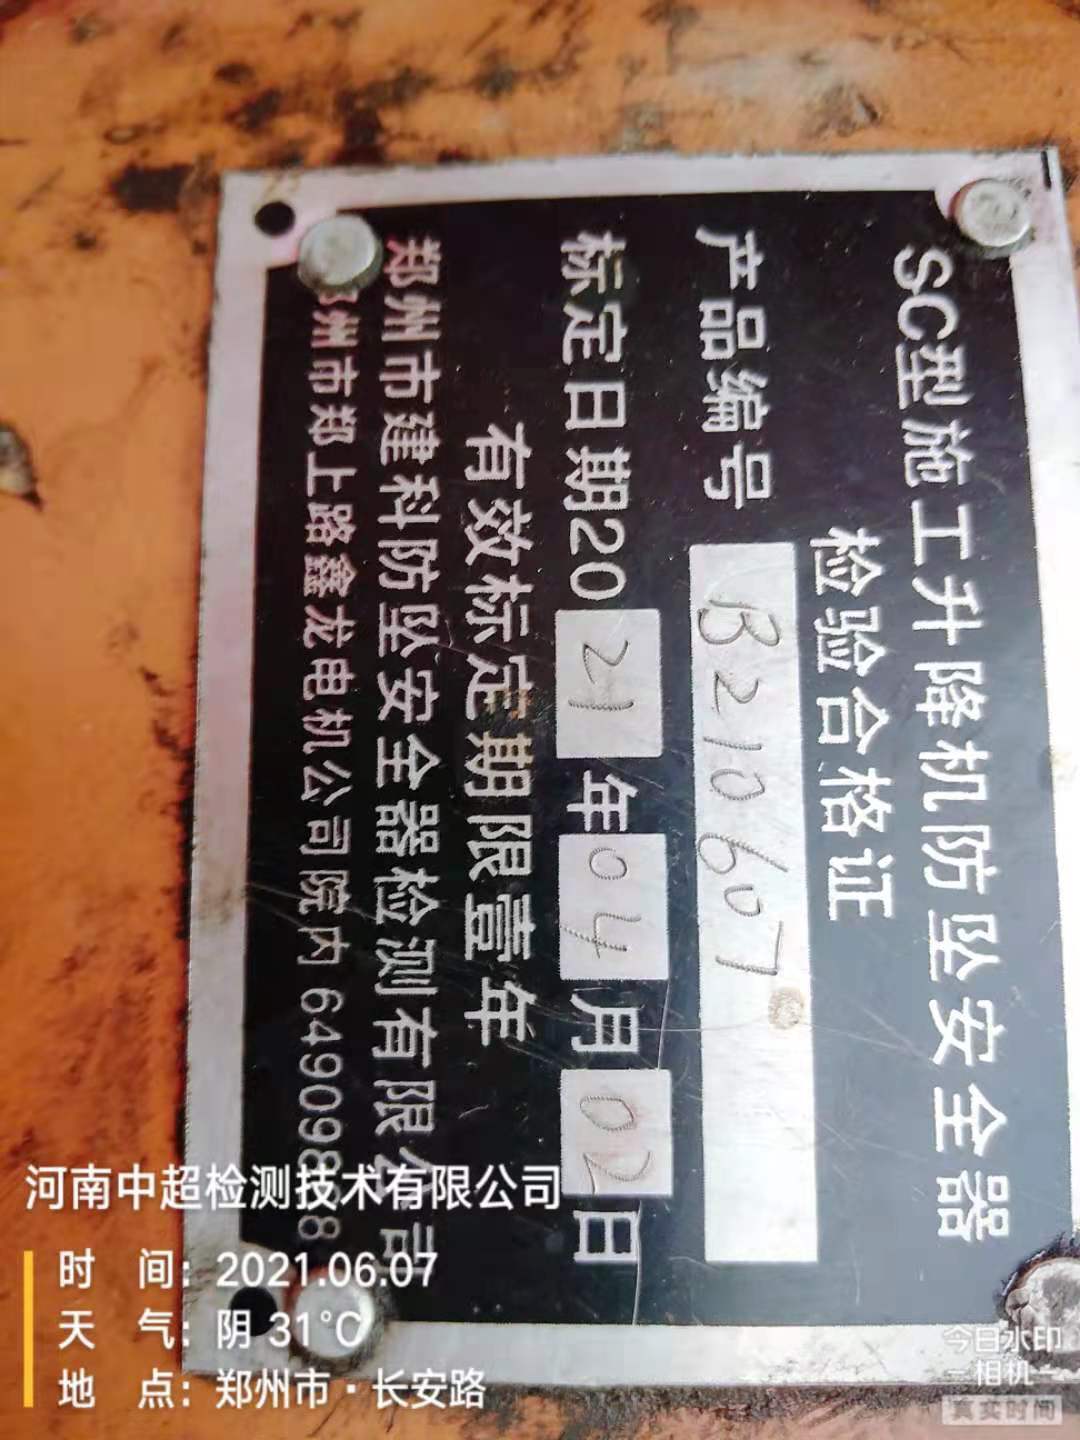 SC型施工升降机防坠安全器
检验合格证
产品编号 B210607
标定日期2021年04月02日
有效标定期限壹年
郑州市建科防坠安全器检测有限公司
郑州市郑上路鑫龙电机公司院内 649098
河南中超检测技术有限公司
时 间: 2021.06.07
天 气: 阴 31℃
地 点: 郑州市·长安路
今日水印
相机
真实时间